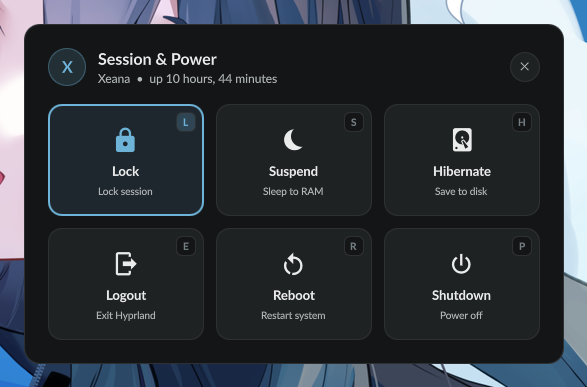 X
Session & Power
Xeana • up 10 hours, 44 minutes
L
Lock
Lock session
S
Suspend
Sleep to RAM
H
Hibernate
Save to disk
E
Logout
Exit Hyprland
R
Reboot
Restart system
P
Shutdown
Power off